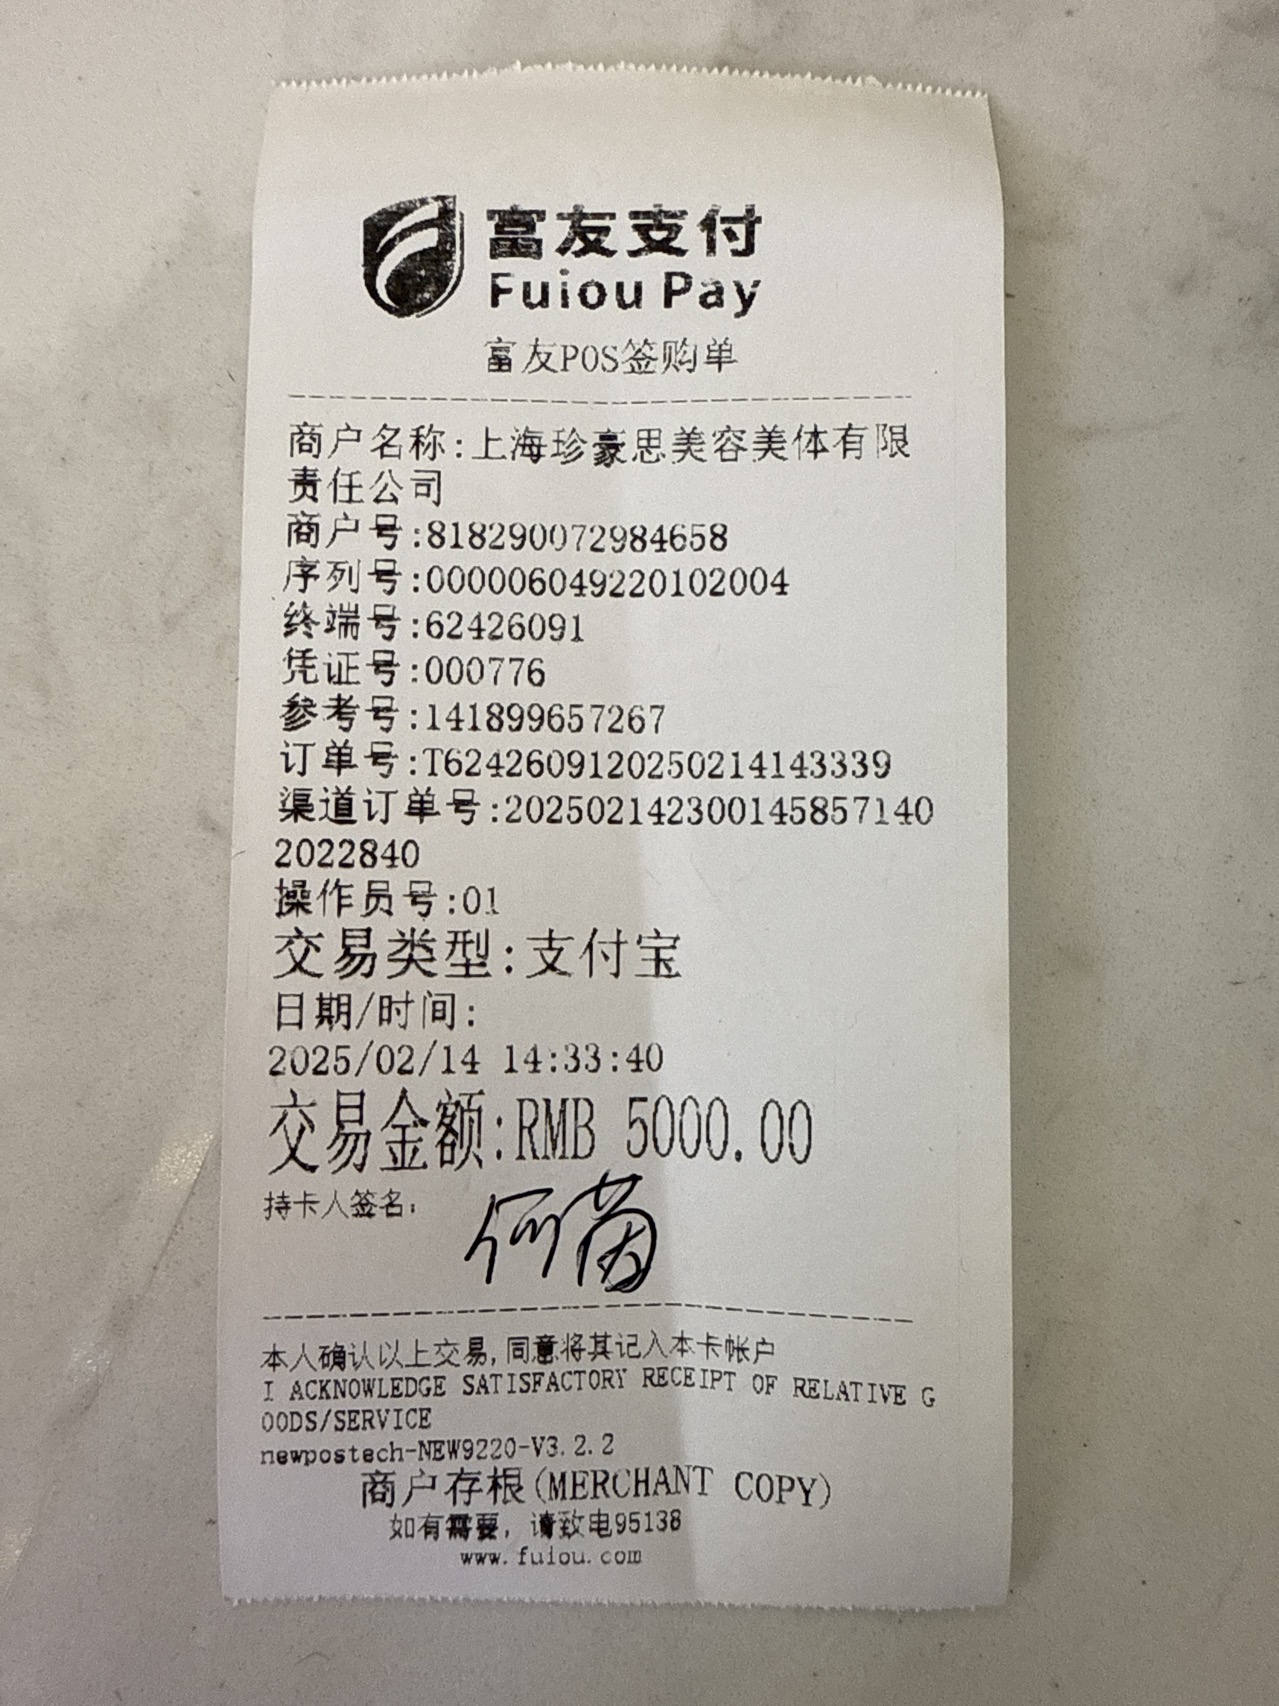 富友支付
Fuiou Pay
富友POS签购单
商户名称:上海珍豪思美容美体有限
责任公司
商户号:818290072984658
序列号:000006049220102004
终端号:62426091
凭证号:000776
参考号:141899657267
订单号:T6242609120250214143339
渠道订单号:202502142300145857140
2022840
操作员号:01
交易类型:支付宝
日期/时间:
2025/02/14 14:33:40
交易金额:RMB 5000.00
持卡人签名: 何茵
本人确认以上交易,同意将其记入本卡帐户
I ACKNOWLEDGE SATISFACTORY RECEIPT OF RELATIVE G
OODS/SERVICE
newpostech-NEW9220-V3.2.2
商户存根(MERCHANT COPY)
如有需要, 请致电95138
www.fuiou.com